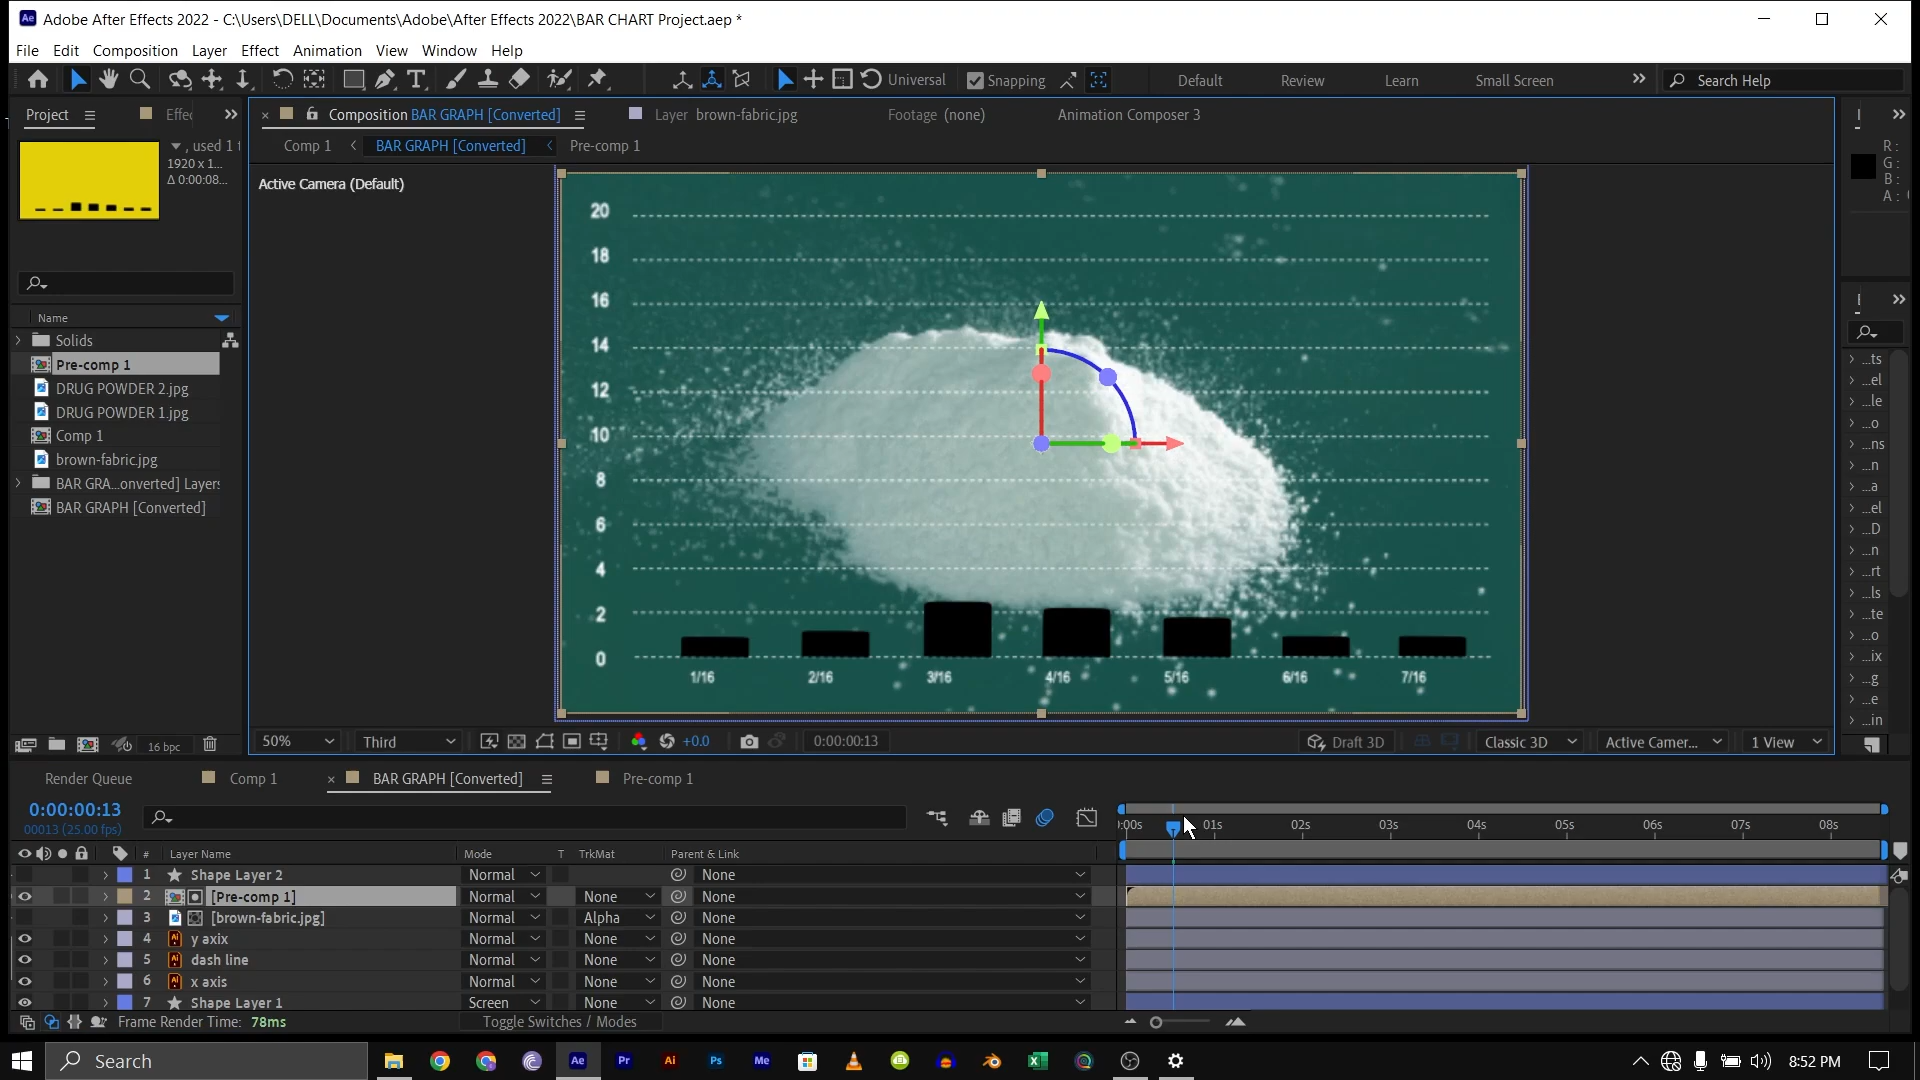 Adobe After Effects 2022 - C:\Users\DELL\Documents\Adobe\After Effects 2022\BAR CHART Project.aep *
File Edit Composition Layer Effect Animation View Window Help
Universal Snapping Default Review Learn Small Screen Search Help
Project Effec
Composition BAR GRAPH [Converted] Layer brown-fabric.jpg Footage (none) Animation Composer 3
Comp 1 BAR GRAPH [Converted] Pre-comp 1
, used 1 t
1920 x 1...
Δ 0:00:08...
R :
G :
B :
A :
Active Camera (Default)
20
18
16
14
12
10
8
6
4
2
0
1/16 2/16 3/16 4/16 5/16 6/16 7/16
Name
Solids
Pre-comp 1
DRUG POWDER 2.jpg
DRUG POWDER 1.jpg
Comp 1
brown-fabric.jpg
BAR GRA...onverted] Layers
BAR GRAPH [Converted]
...ts
...el
...le
...o
...ns
...n
...a
...el
...D
...n
...rt
...ls
...te
...o
...ix
...g
...e
...in
16 bpc
50% Third +0.0 0:00:00:13 Draft 3D Classic 3D Active Camer... 1 View
Render Queue Comp 1 BAR GRAPH [Converted] Pre-comp 1
0:00:00:13
00013 (25.00 fps)
):00s 01s 02s 03s 04s 05s 06s 07s 08s
# Layer Name Mode T TrkMat Parent & Link
1 Shape Layer 2 Normal None
2 [Pre-comp 1] Normal None None
3 [brown-fabric.jpg] Normal Alpha None
4 y axix Normal None None
5 dash line Normal None None
6 x axis Normal None None
7 Shape Layer 1 Screen None None
Frame Render Time: 78ms Toggle Switches / Modes
Search
8:52 PM